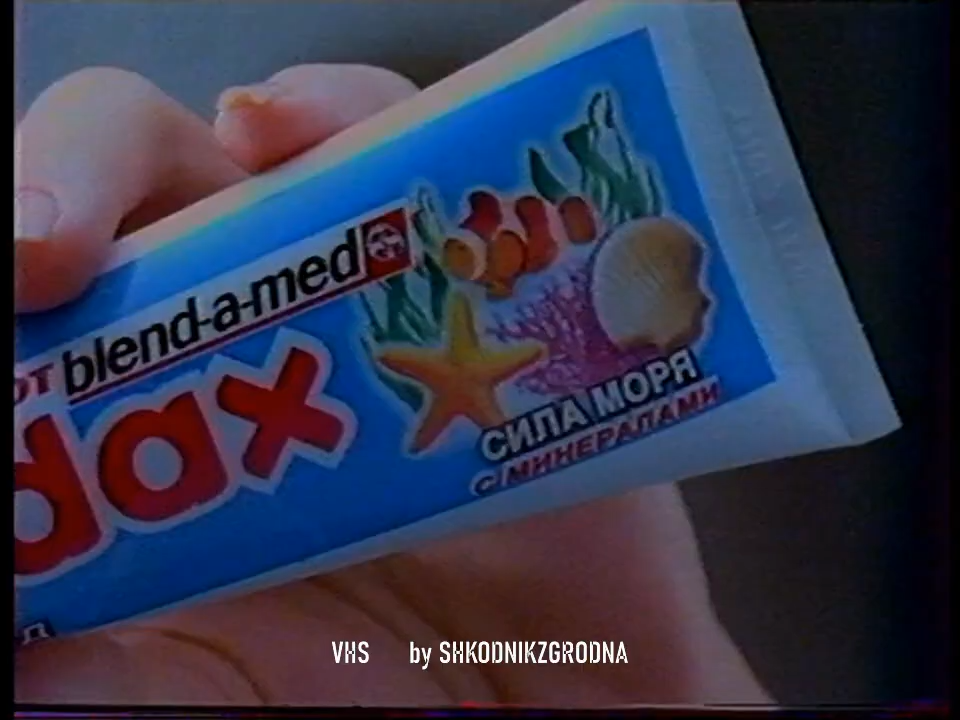 от blend-a-med
dax
СИЛА МОРЯ
С МИНЕРАЛАМИ
VHS by SHKODNIKZGRODNA